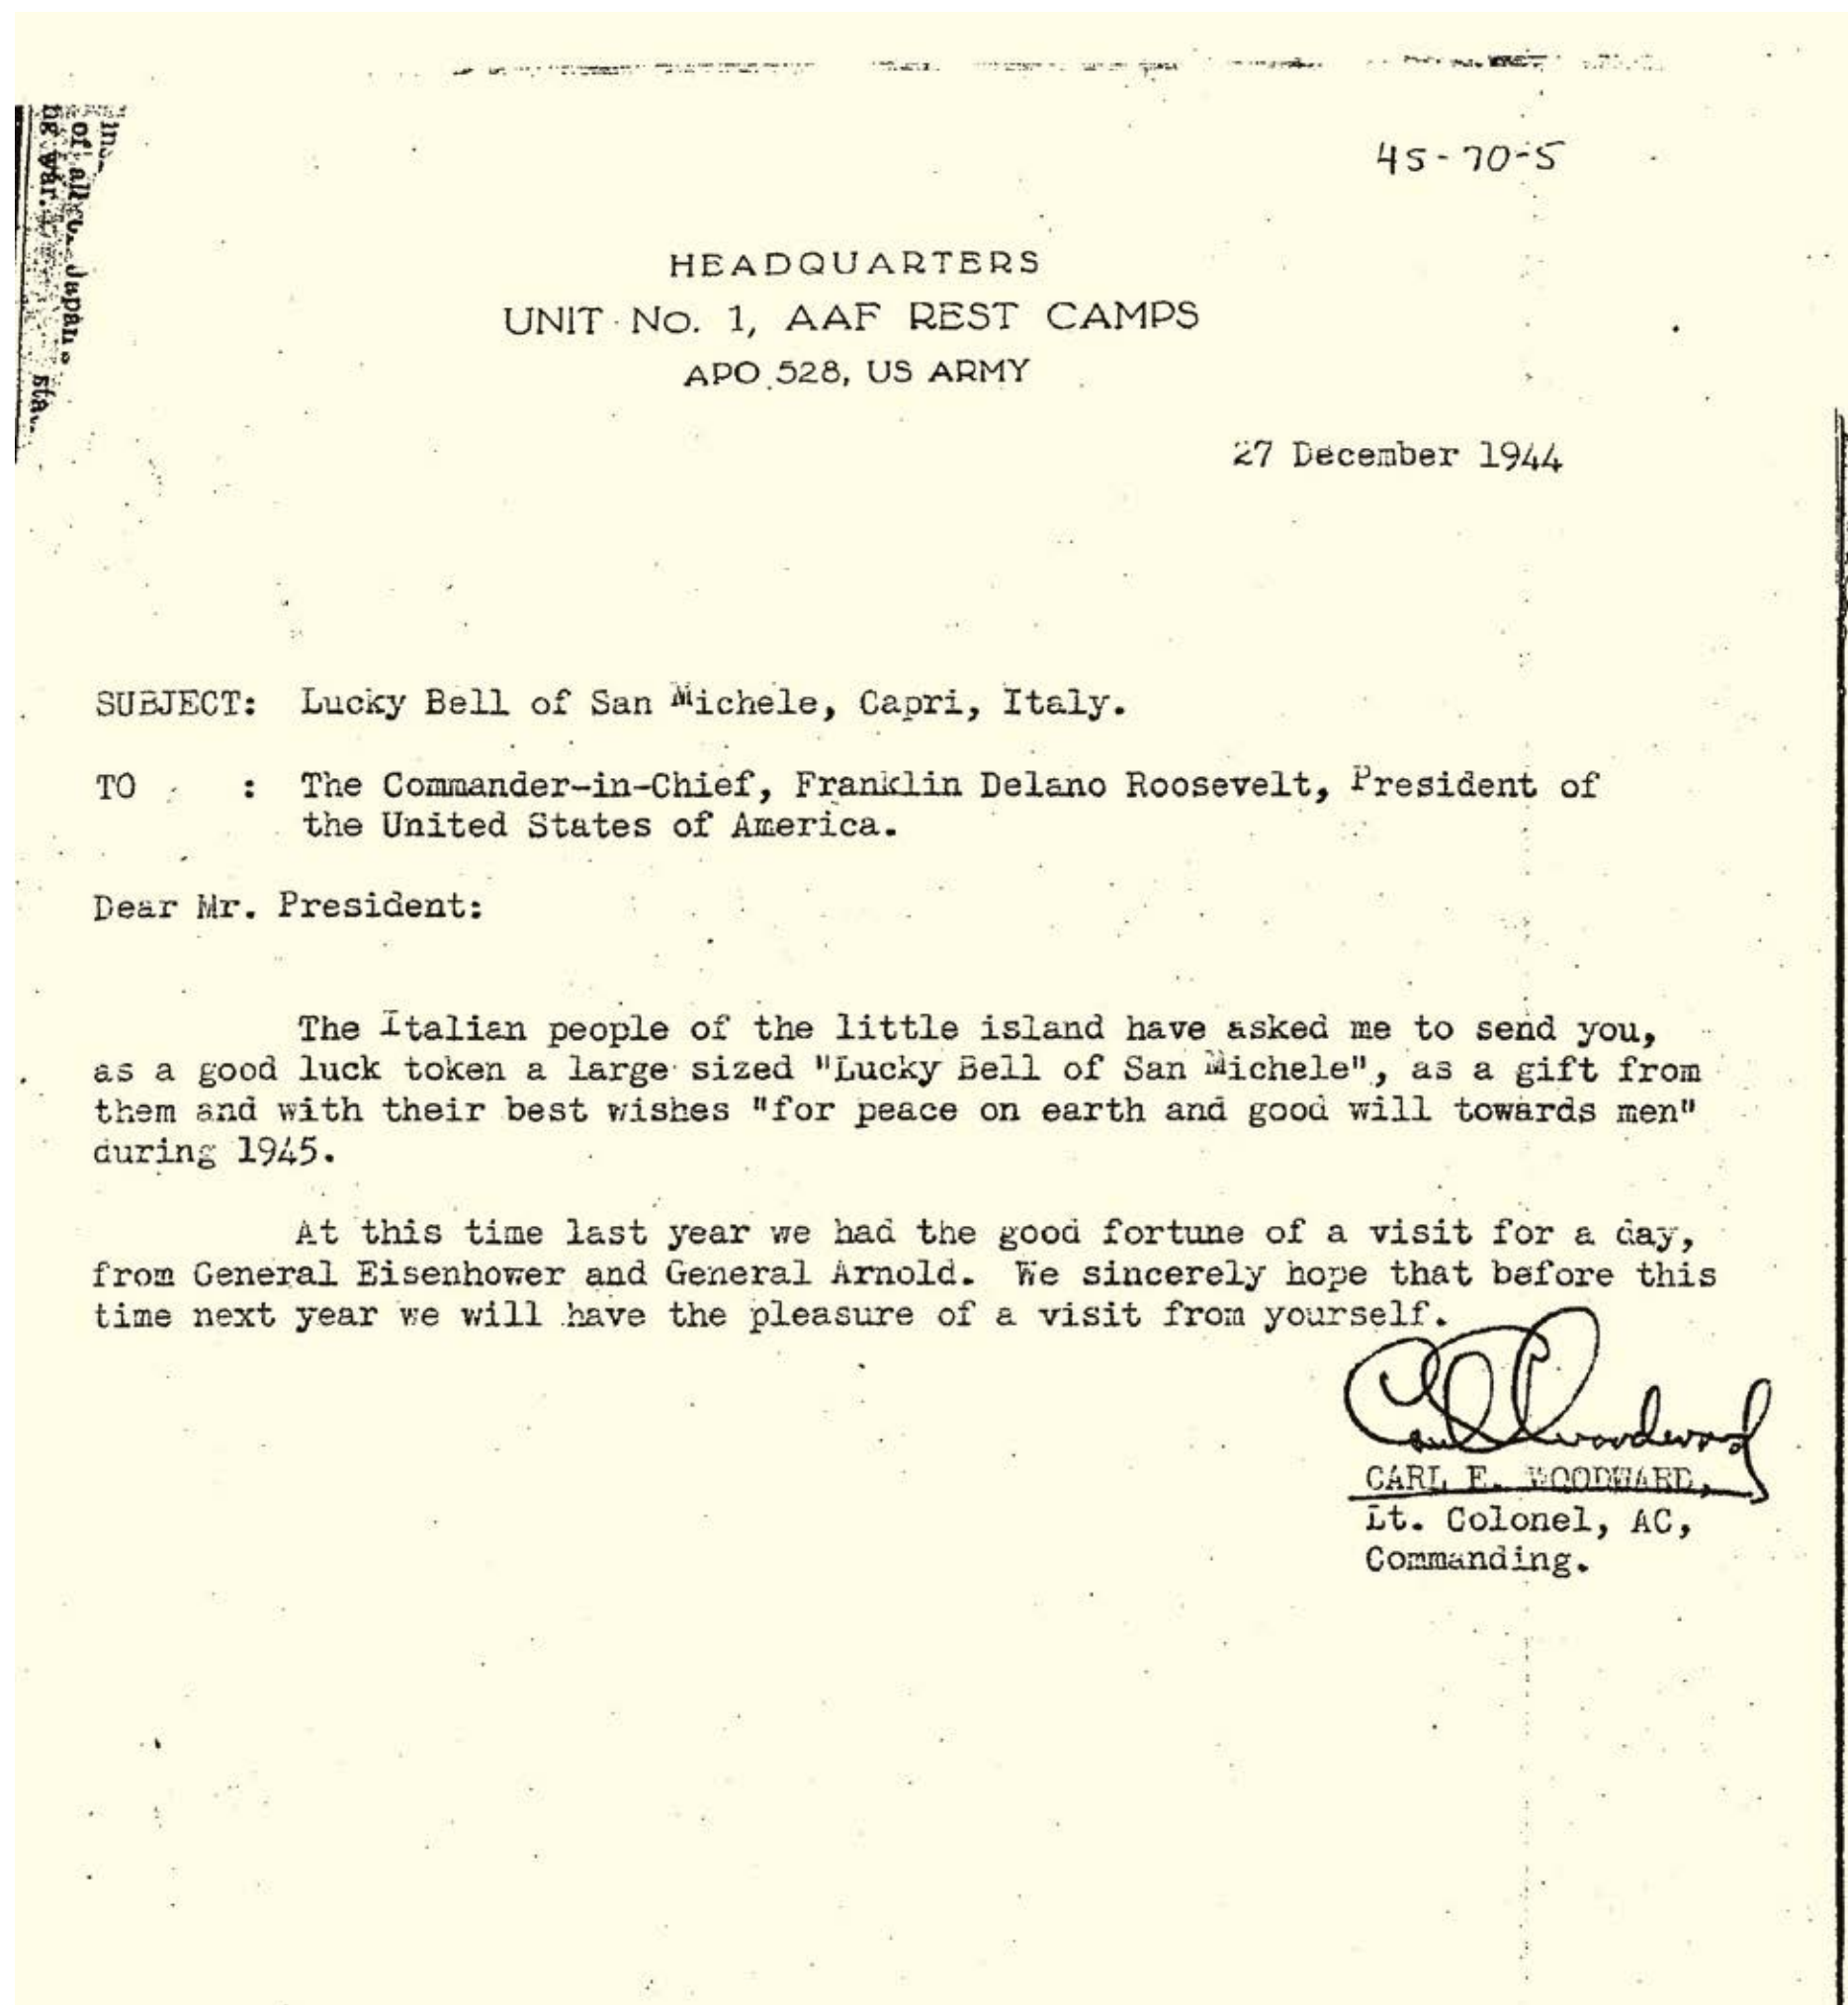 45-70-5
HEADQUARTERS
UNIT No. 1, AAF REST CAMPS
APO 528, US ARMY
27 December 1944
SUBJECT: Lucky Bell of San Michele, Capri, Italy.
TO : The Commander-in-Chief, Franklin Delano Roosevelt, President of
the United States of America.
Dear Mr. President:
The Italian people of the little island have asked me to send you,
as a good luck token a large sized "Lucky Bell of San Michele", as a gift from
them and with their best wishes "for peace on earth and good will towards men"
during 1945.
At this time last year we had the good fortune of a visit for a day,
from General Eisenhower and General Arnold. We sincerely hope that before this
time next year we will have the pleasure of a visit from yourself.
Carl E Woodward
CARL E. WOODWARD,
Lt. Colonel, AC,
Commanding.
of all Japan.
war.